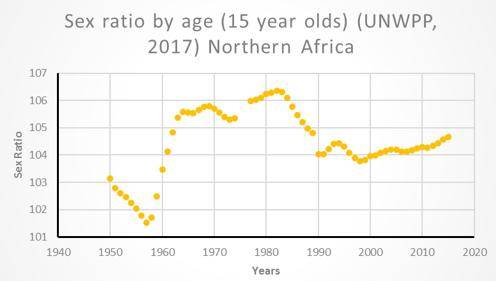 Sex ratio by age (15 year olds) (UNWPP,
2017) Northern Africa
107
106
105
104
103
102
101
Sex Ratio
1940 1950 1960 1970 1980 1990 2000 2010 2020
Years